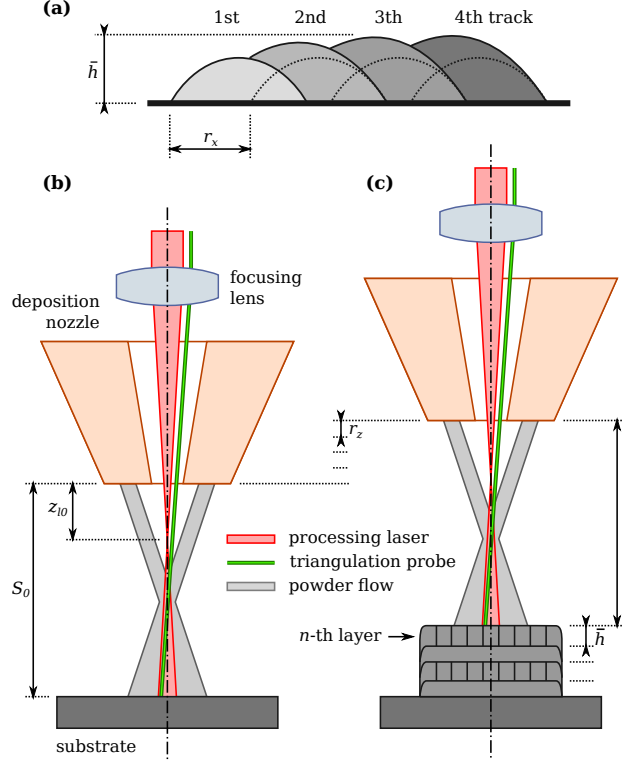 (a)
1st 2nd 3th 4th track
h̄
r_x
(b)
(c)
focusing
lens
deposition
nozzle
r_z
z_l0
S_0
processing laser
triangulation probe
powder flow
n-th layer
h̄
substrate